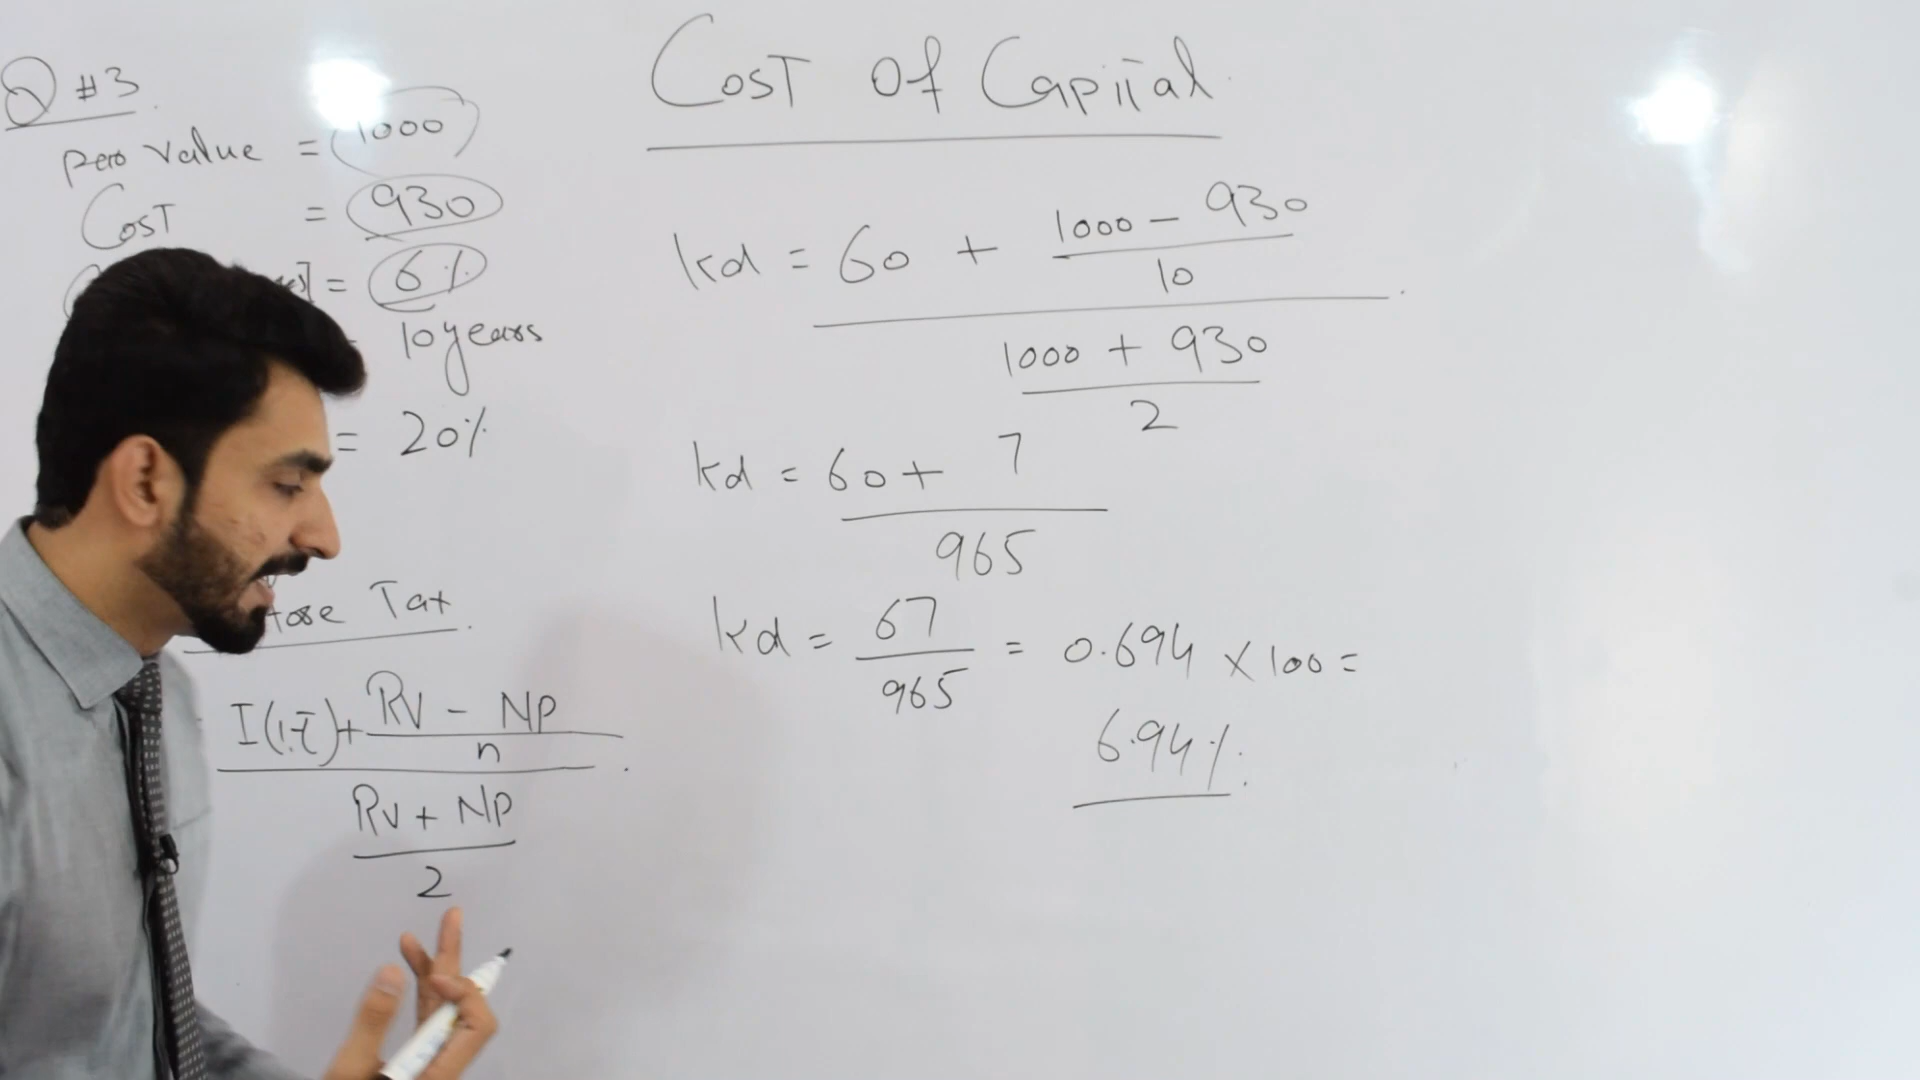 Cost of Capital
Q #3
Value = 1000
Cost = 930
= 6%
10 years
= 20%
Tax
I(1-T) + RV - NP
n
RV + NP
2
kd = 60 + 1000 - 930
10
1000 + 930
2
kd = 60 + 7
965
kd = 67 = 0.694 × 100 =
965
6.94%